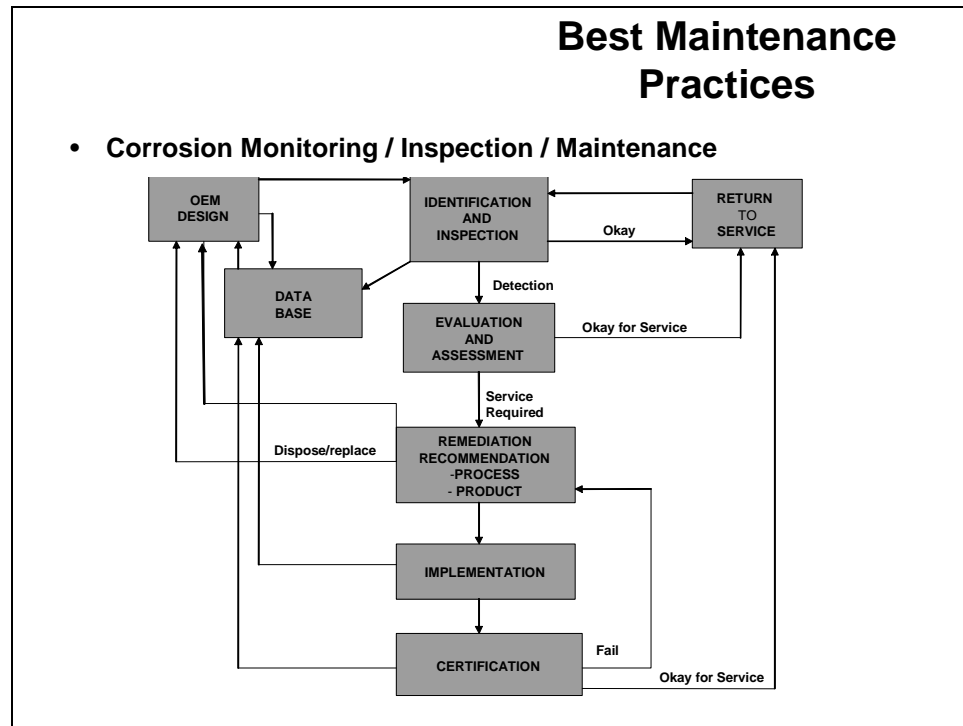 Best Maintenance
Practices
• Corrosion Monitoring / Inspection / Maintenance
OEM
DESIGN
IDENTIFICATION
AND
INSPECTION
RETURN
TO
SERVICE
Okay
DATA
BASE
Detection
EVALUATION
AND
ASSESSMENT
Okay for Service
Service
Required
Dispose/replace
REMEDIATION
RECOMMENDATION
-PROCESS
- PRODUCT
IMPLEMENTATION
CERTIFICATION
Fail
Okay for Service